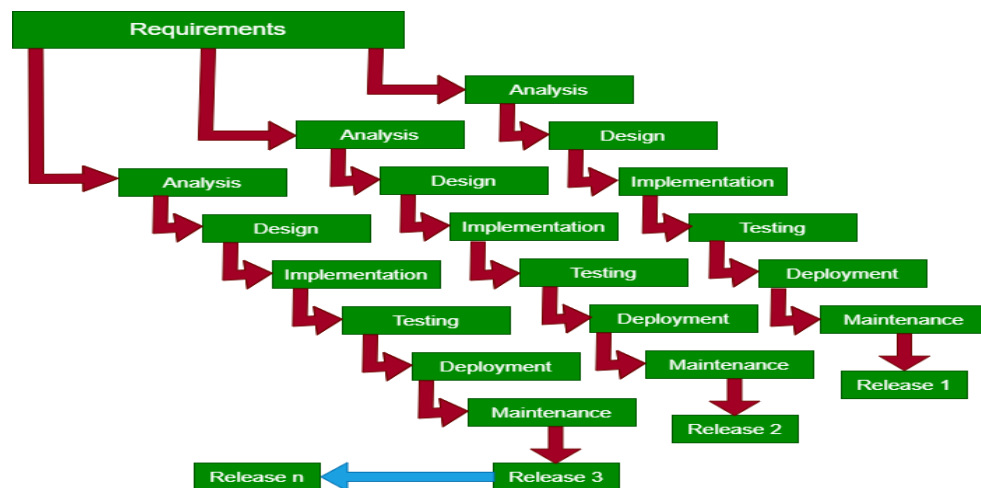 Requirements
Analysis
Analysis
Design
Analysis
Design
Implementation
Design
Implementation
Testing
Implementation
Testing
Deployment
Testing
Deployment
Maintenance
Deployment
Maintenance
Release 1
Maintenance
Release 2
Release n
Release 3